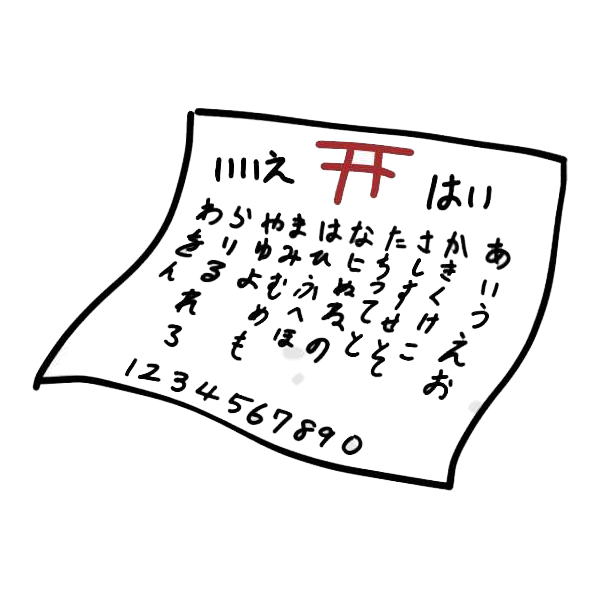 いいえ
はい
あいうえお
かきくけこ
さしすせそ
たちつてと
なにぬねの
はひふへほ
まみむめも
やゆよ
らりるれろ
わをん
1234567890